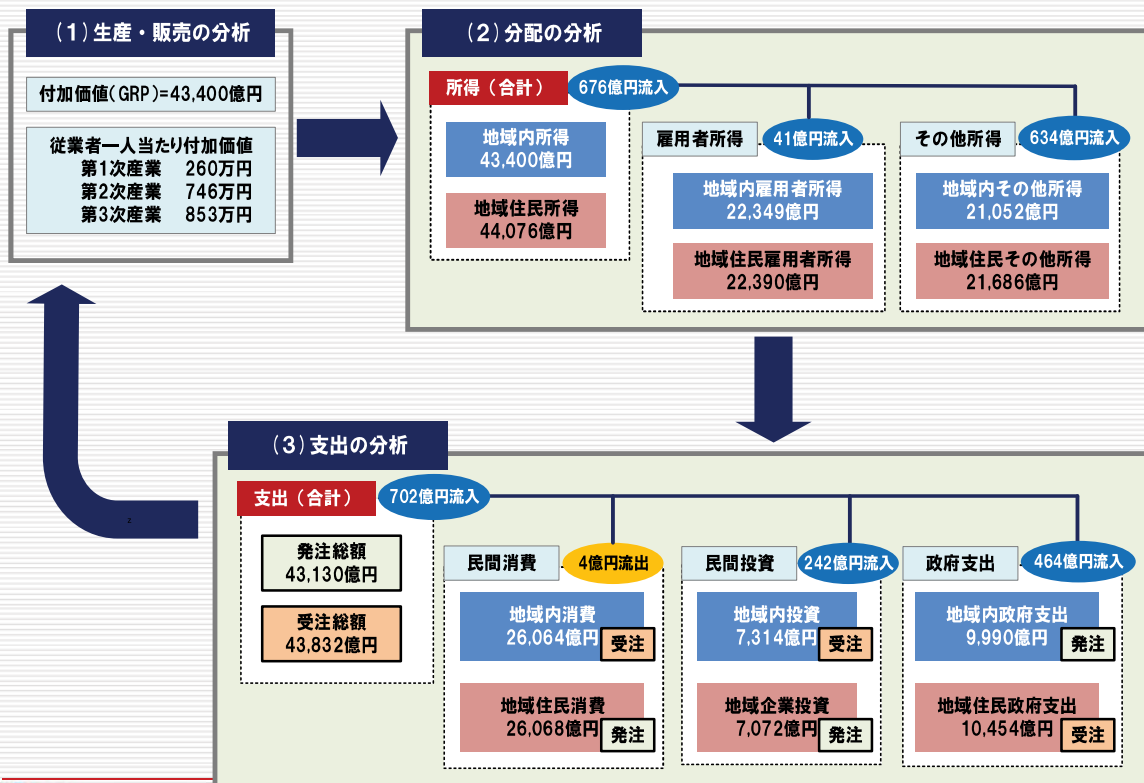 (1)生産・販売の分析
付加価値(GRP)=43,400億円
従業者一人当たり付加価値
第1次産業 260万円
第2次産業 746万円
第3次産業 853万円
(2)分配の分析
所得(合計)
676億円流入
地域内所得
43,400億円
地域住民所得
44,076億円
雇用者所得
41億円流入
地域内雇用者所得
22,349億円
地域住民雇用者所得
22,390億円
その他所得
634億円流入
地域内その他所得
21,052億円
地域住民その他所得
21,686億円
(3)支出の分析
支出(合計)
702億円流入
発注総額
43,130億円
受注総額
43,832億円
民間消費
4億円流出
地域内消費
26,064億円
受注
地域住民消費
26,068億円
発注
民間投資
242億円流入
地域内投資
7,314億円
受注
地域企業投資
7,072億円
発注
政府支出
464億円流入
地域内政府支出
9,990億円
発注
地域住民政府支出
10,454億円
受注
2